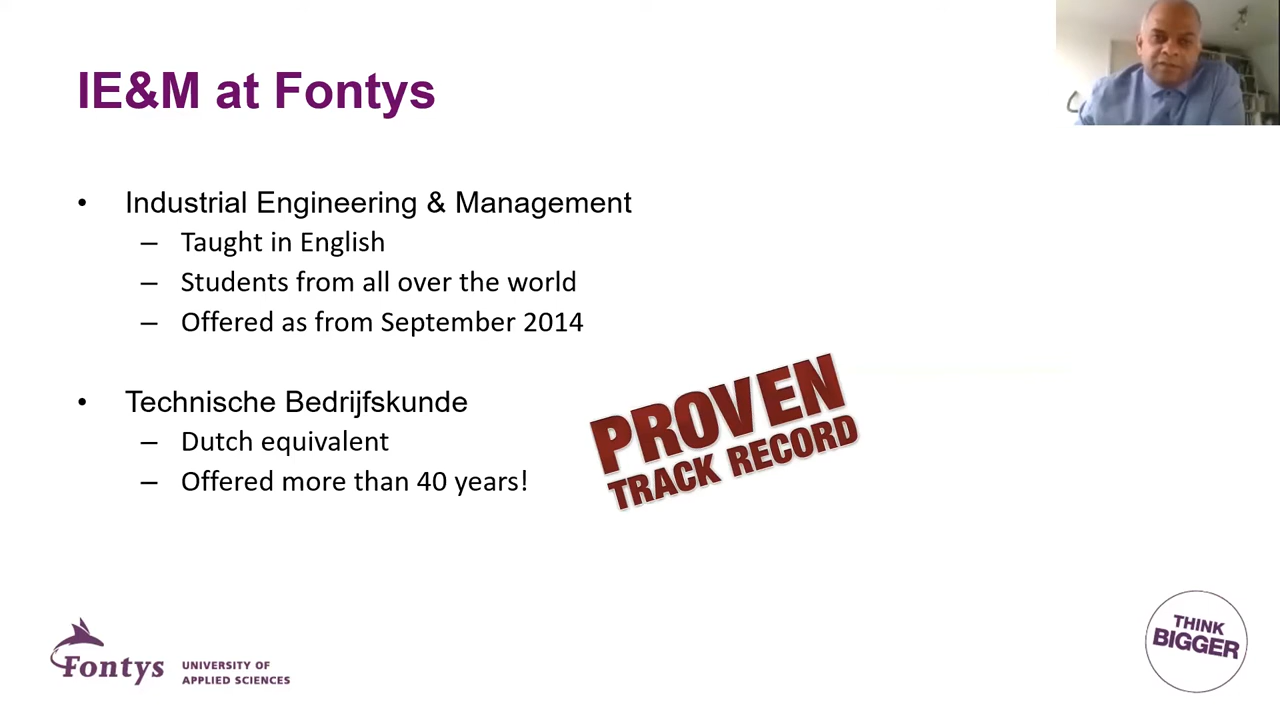 IE&M at Fontys
• Industrial Engineering & Management
– Taught in English
– Students from all over the world
– Offered as from September 2014
• Technische Bedrijfskunde
– Dutch equivalent
– Offered more than 40 years!
PROVEN
TRACK RECORD
Fontys
UNIVERSITY OF
APPLIED SCIENCES
THINK
BIGGER